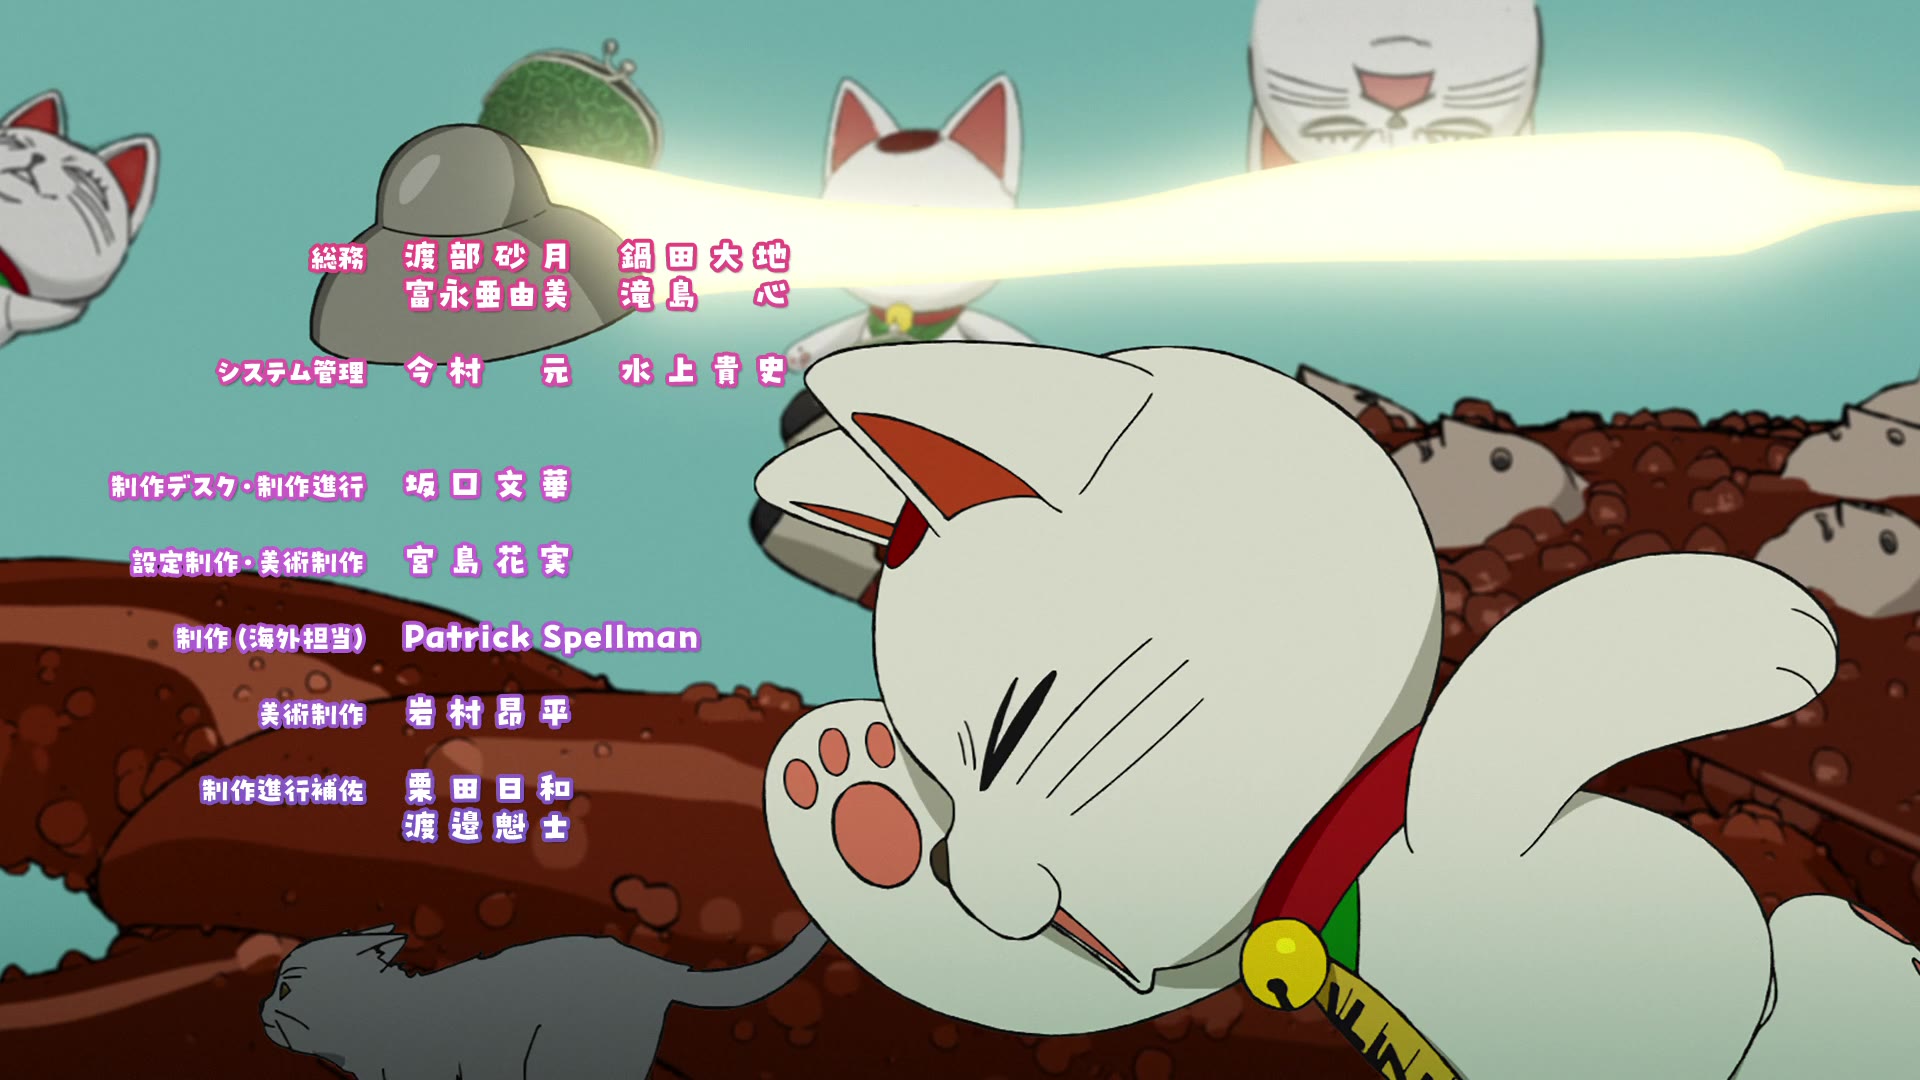 総務 渡部砂月 鍋田大地
富永亜由美 滝島 心
システム管理 今村 元 水上貴史
制作デスク・制作進行 坂口文華
設定制作・美術制作 宮島花実
制作(海外担当) Patrick Spellman
美術制作 岩村昂平
制作進行補佐 栗田日和
渡邉魁士